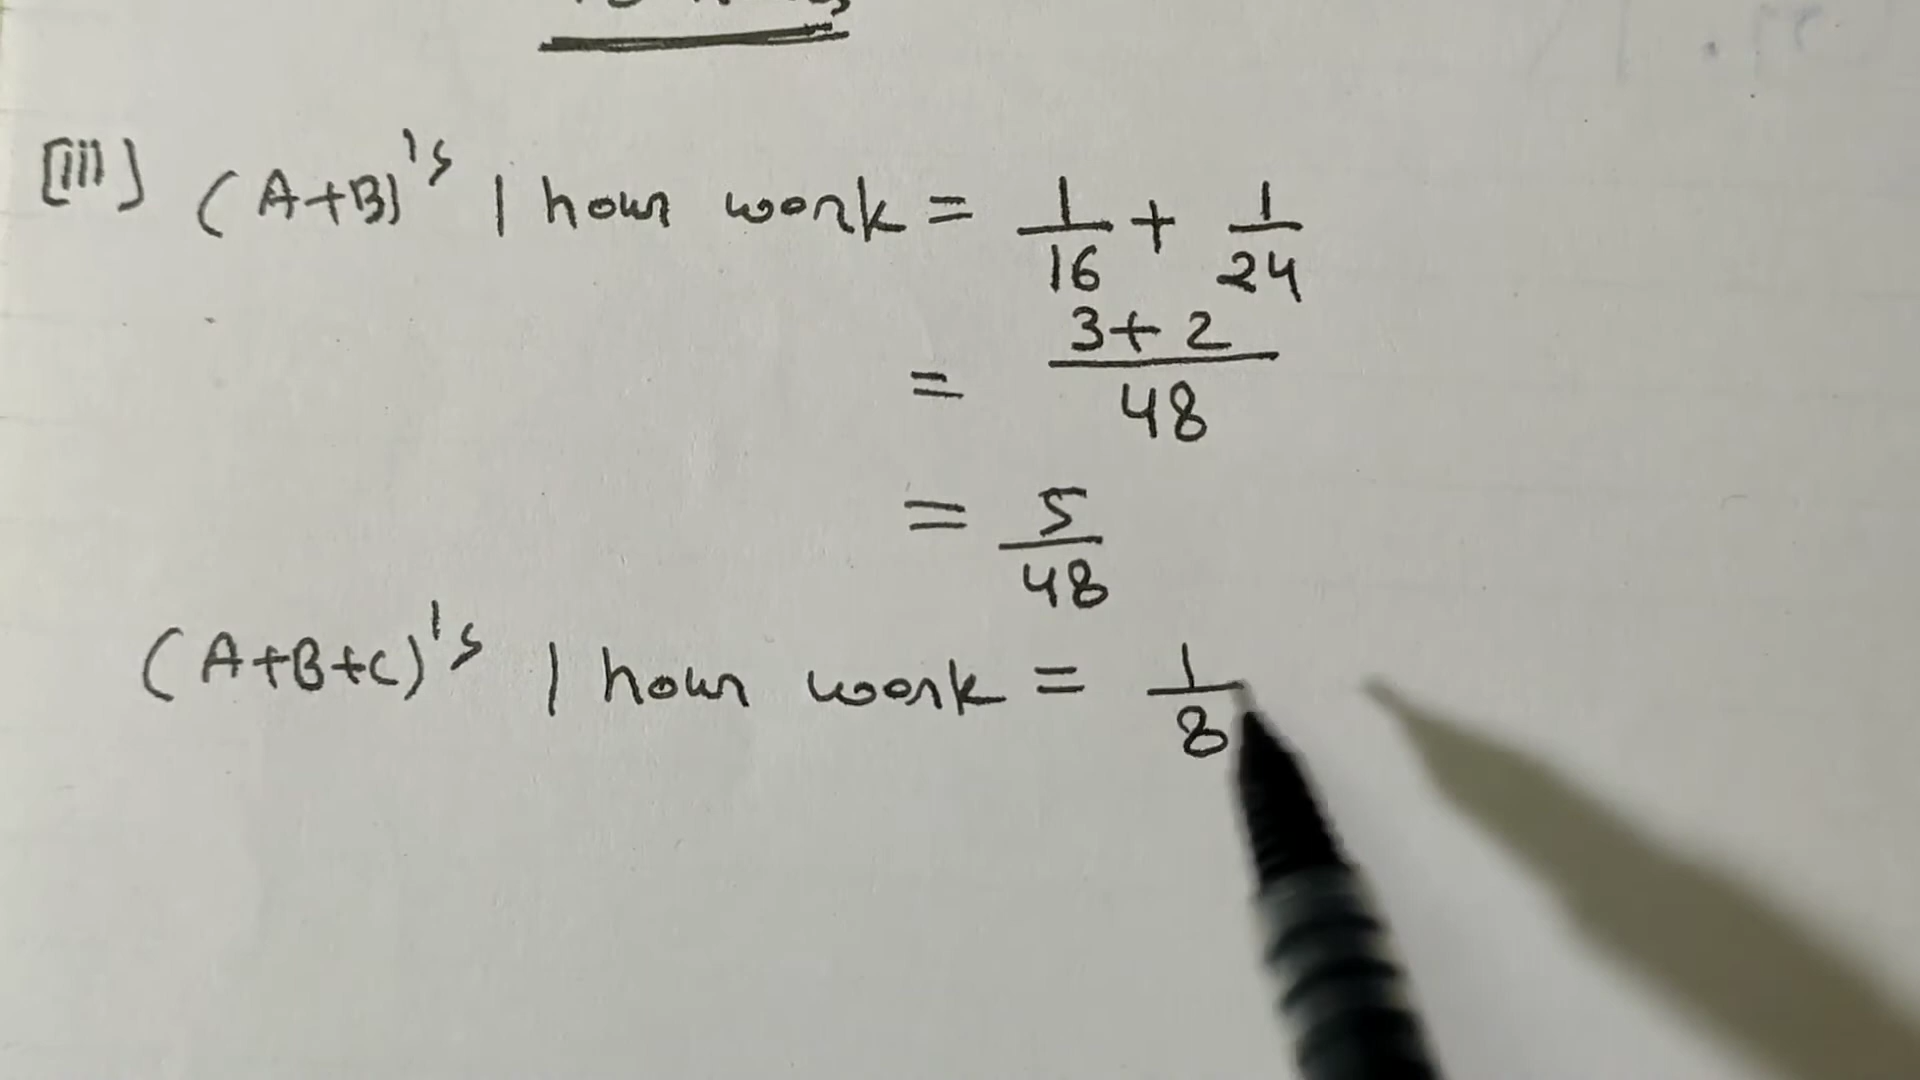 [iii] (A+B)'s 1 hour work = 1/16 + 1/24
= 3+2/48
= 5/48
(A+B+C)'s 1 hour work = 1/8